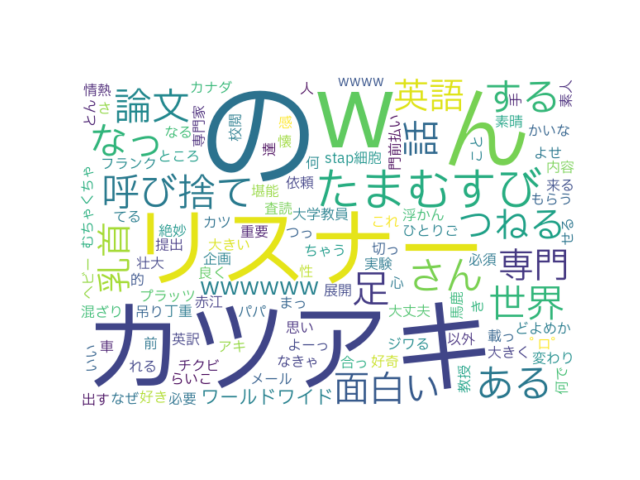 情熱
とん
さ
カナダ
論文
なっ
なる
専門家
校閲
の
感
懐
達
人
何
wwww
w
stap細胞
英語
話
門前払い
ん
する
手
とこ
素晴
素人
かいな
よせ
内容
来る
もらう
せる
フランク
ところ
むちゃくちゃ
呼び捨て
堪能
依頼
査読
たまむすび
つねる
ヘビー
乳首
てる
絶妙
提出
壮大
的
カツ
大きい
企画
良く
リスナー
重要
大学教員
つっ
ちゃう
性
これ
浮かん
ひとりこ
切っ
実験
心
さん
必須
専門
世界
混ざり
プラッツ
吊り
丁重
赤江
wwwwww
パパ
まっ
展開
足
大丈夫
馬鹿
き
載っ
どよめか
゜ロ゜
いい
車
前
れる
カツアキ
英訳
アキ
チクビ
らいこ
思い
なきゃ
よーっ
メール
合っ
面白い
好奇
ジワる
以外
教授
大きく
ある
変わり
何で
出す
なぜ
好き
必要
ワールドワイド